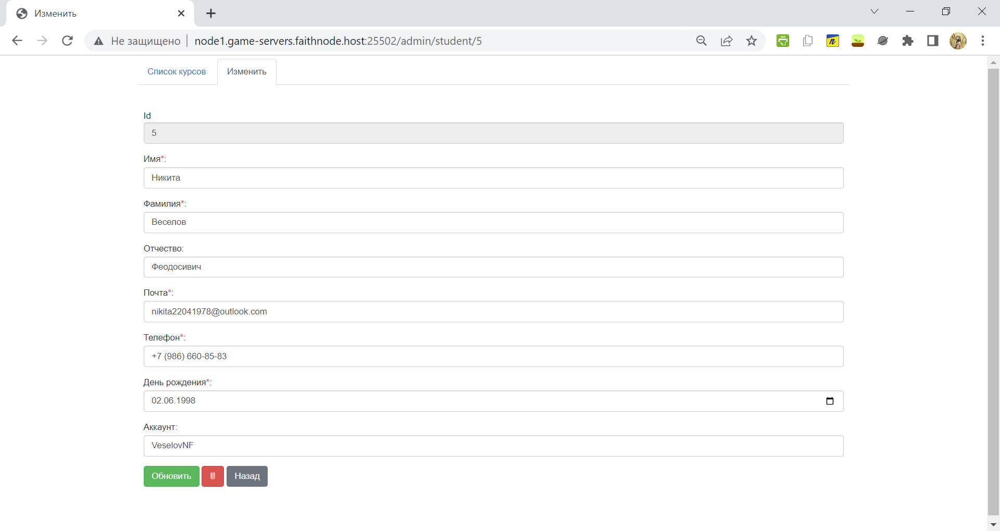 Изменить
Не защищено node1.game-servers.faithnode.host:25502/admin/student/5
Список курсов Изменить
Id
5
Имя*:
Никита
Фамилия*:
Веселов
Отчество:
Феодосивич
Почта*:
nikita22041978@outlook.com
Телефон*:
+7 (986) 660-85-83
День рождения*:
02.06.1998
Аккаунт:
VeselovNF
Обновить Назад